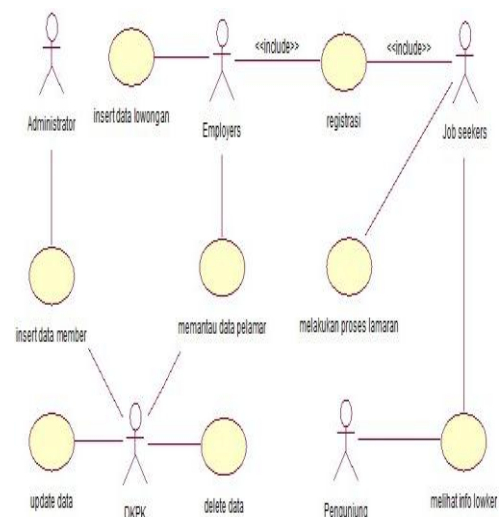 <<include>>
<<include>>
Administrator
insert data lowongan
Employers
registrasi
Job seekers
insert data member
memantau data pelamar
melakukan proses lamaran
update data
DKPK
delete data
Pengunjung
melihat info lowker